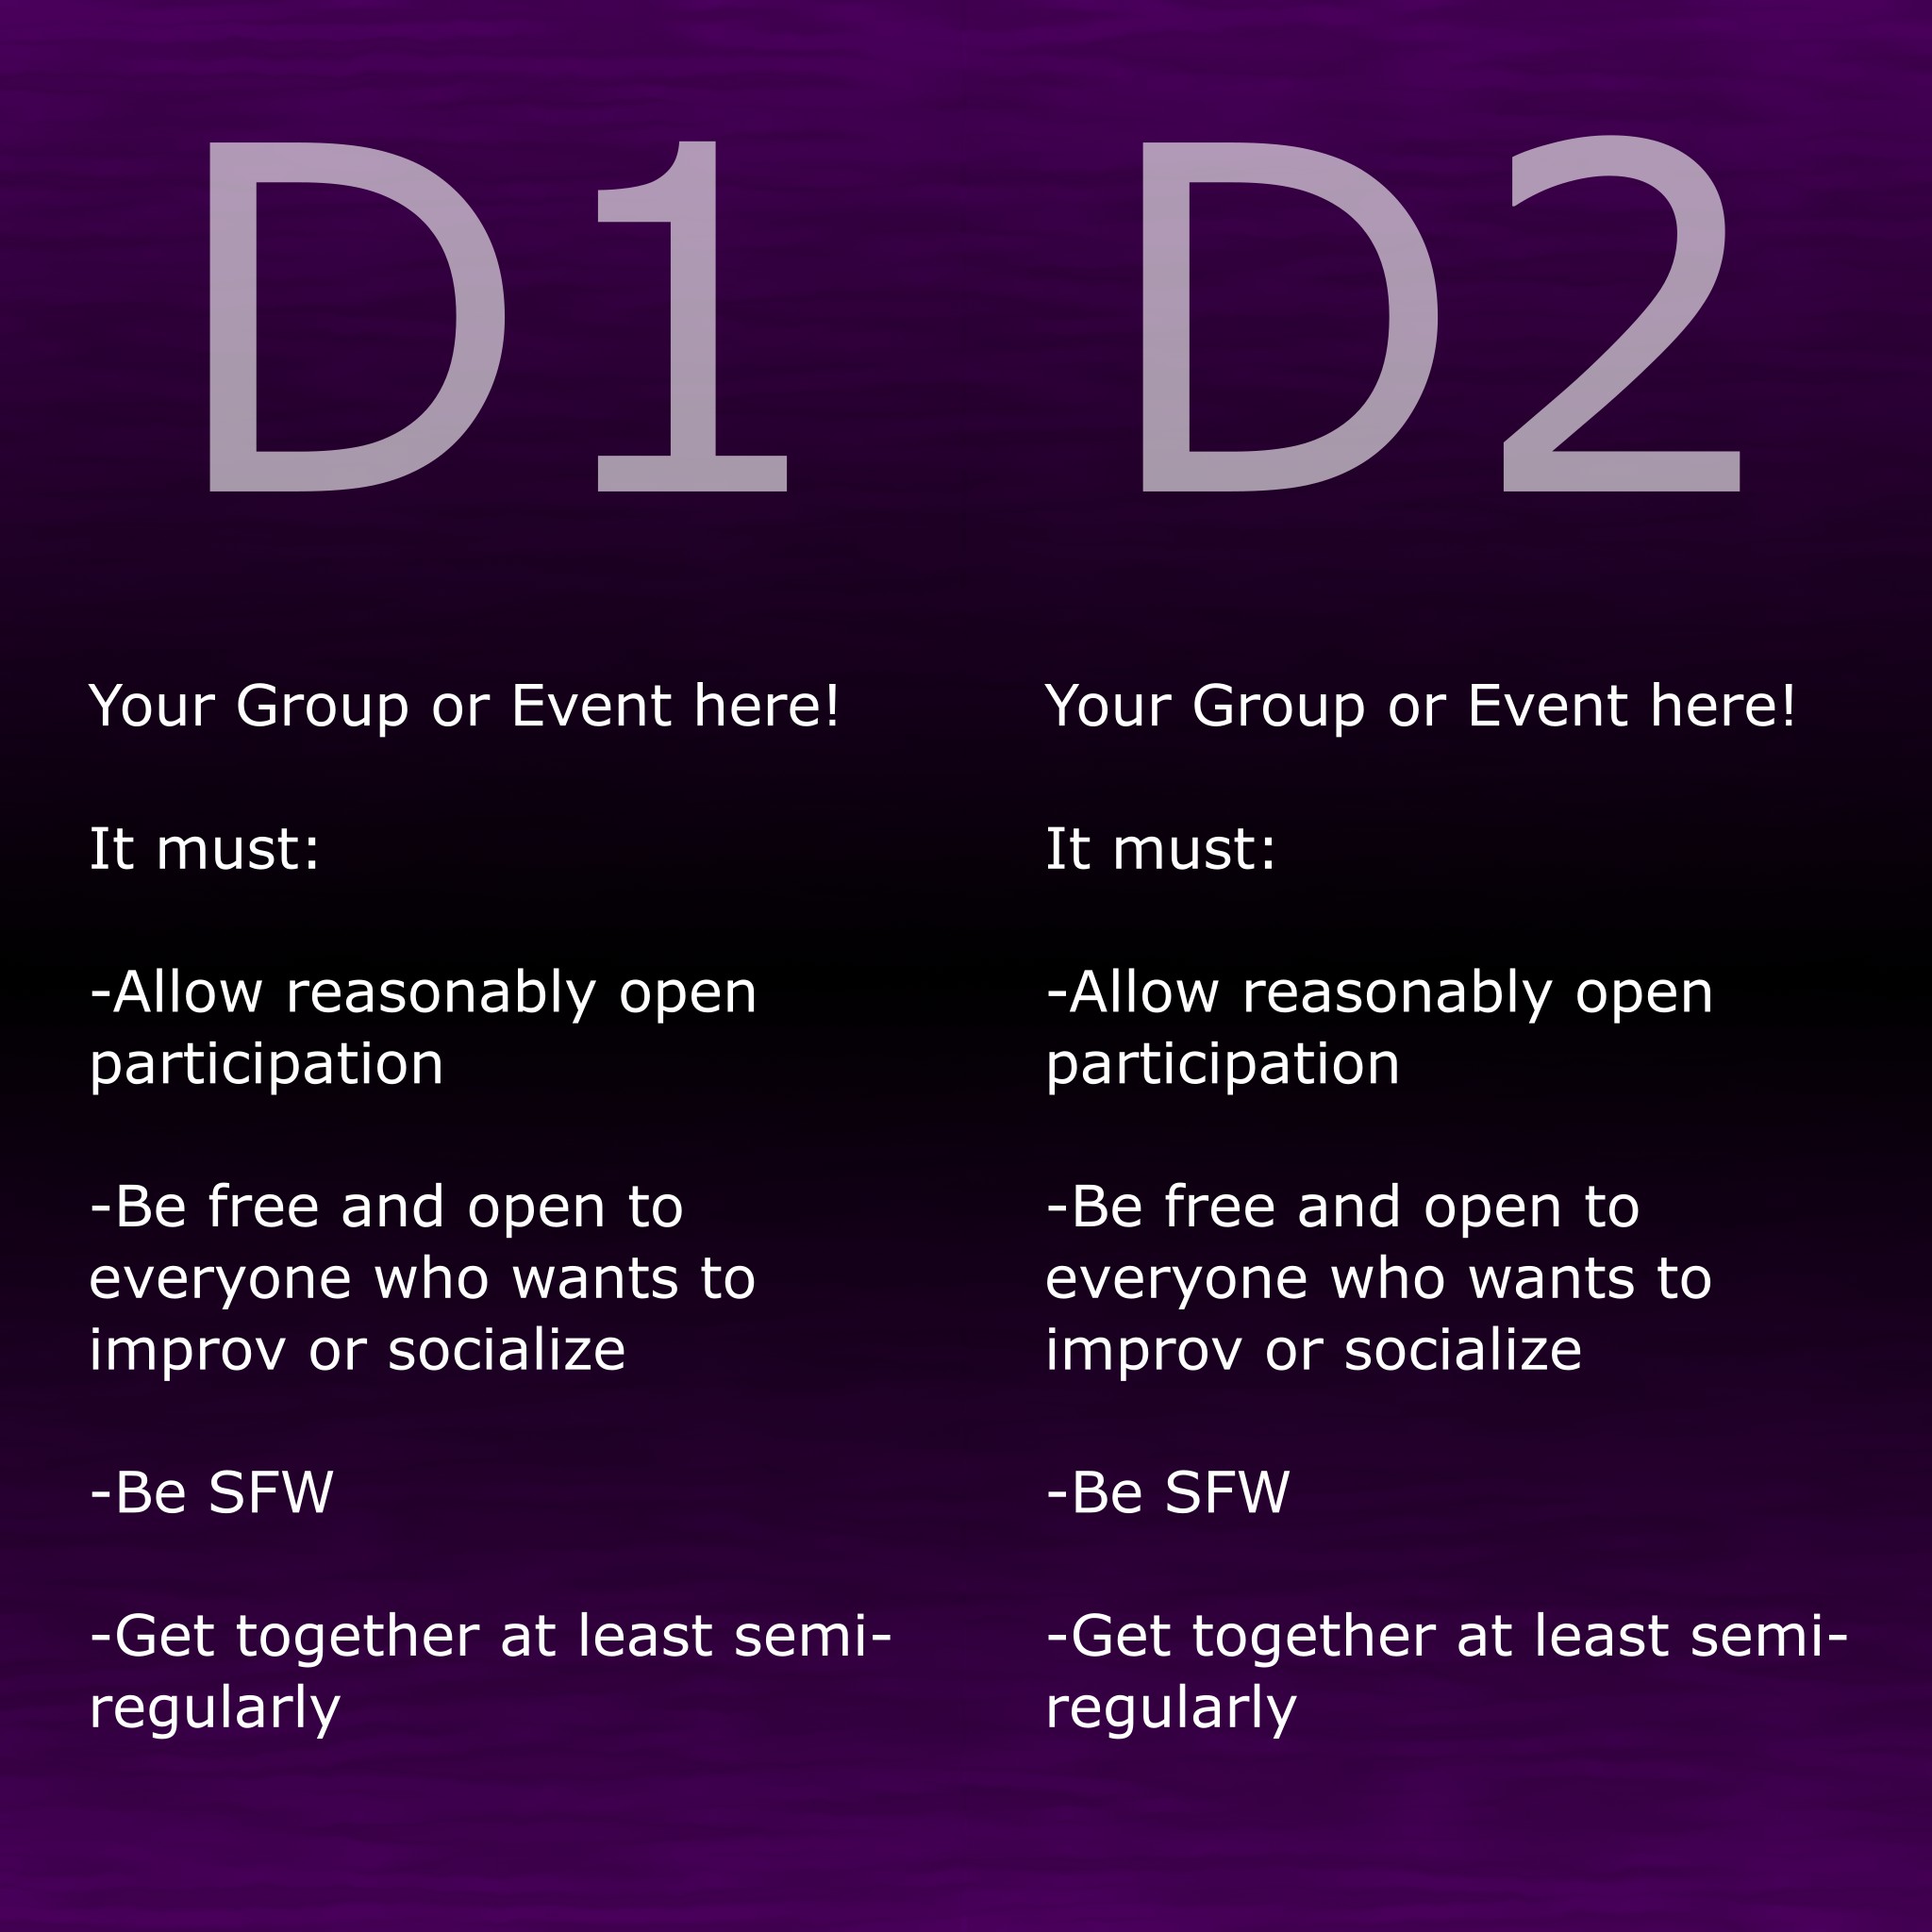 D1
Your Group or Event here!
It must:
-Allow reasonably open
participation
-Be free and open to
everyone who wants to
improv or socialize
-Be SFW
-Get together at least semi-
regularly
D2
Your Group or Event here!
It must:
-Allow reasonably open
participation
-Be free and open to
everyone who wants to
improv or socialize
-Be SFW
-Get together at least semi-
regularly